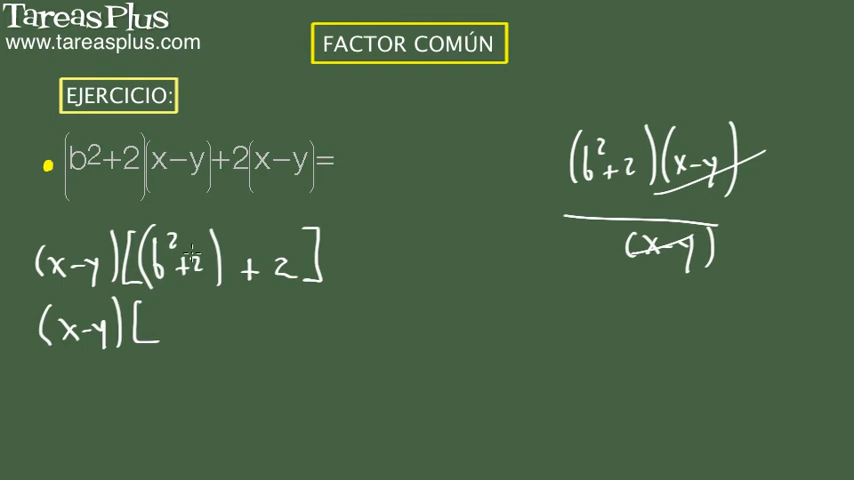 TareasPlus
www.tareasplus.com
FACTOR COMÚN
EJERCICIO:
(b2+2)(x-y)+2(x-y)=
(x-y)[(b²+2) + 2]
(x-y)[
(b²+2)(x-y)
(x-y)